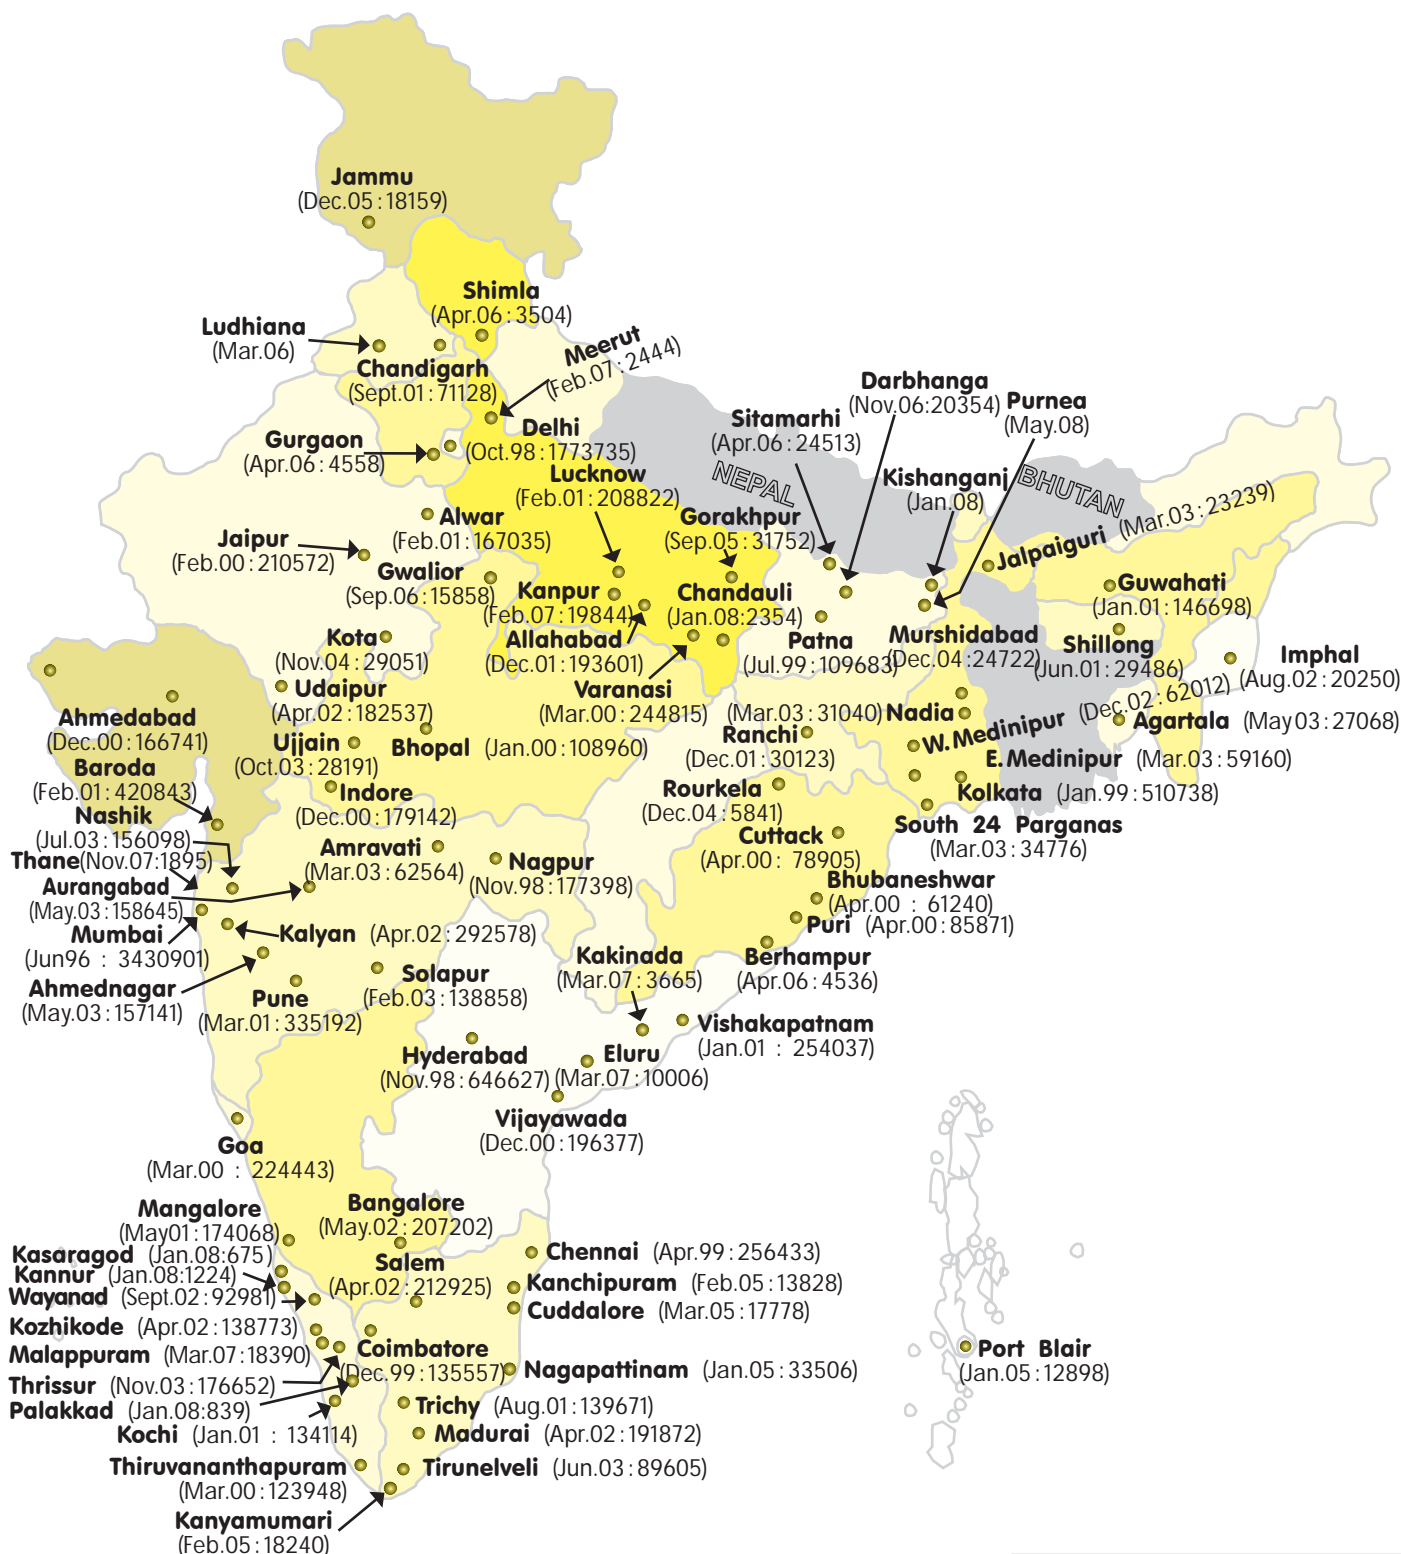 Jammu
(Dec.05:18159)
Shimla
(Apr.06:3504)
Ludhiana
(Mar.06)
Chandigarh
(Sept.01:71128)
Meerut
(Feb.07:2444)
Gurgaon
(Apr.06:4558)
Delhi
(Oct.98:1773735)
Lucknow
(Feb.01:208822)
Sitamarhi
(Apr.06:24513)
Darbhanga
(Nov.06:20354)
Purnea
(May.08)
NEPAL
Kishanganj
(Jan.08)
BHUTAN
Jalpaiguri (Mar.03:23239)
Alwar
(Feb.01:167035)
Gorakhpur
(Sep.05:31752)
Jaipur
(Feb.00:210572)
Gwalior
(Sep.06:15858)
Kanpur
(Feb.07:19844)
Chandauli
(Jan.08:2354)
Guwahati
(Jan.01:146698)
Kota
(Nov.04:29051)
Allahabad
(Dec.01:193601)
Patna
(Jul.99:109683)
Murshidabad
(Dec.04:24722)
Shillong
(Jun.01:29486)
Imphal
(Aug.02:20250)
Udaipur
(Apr.02:182537)
Varanasi
(Mar.00:244815)
(Mar.03:31040) Nadia
W.Medinipur (Dec.02:62012)
Agartala (May03:27068)
Ahmedabad
(Dec.00:166741)
Ujjain
(Oct.03:28191)
Bhopal (Jan.00:108960)
Ranchi
(Dec.01:30123)
E.Medinipur (Mar.03:59160)
Baroda
(Feb.01:420843)
Indore
(Dec.00:179142)
Rourkela
(Dec.04:5841)
Kolkata (Jan.99:510738)
Nashik
(Jul.03:156098)
South 24 Parganas
(Mar.03:34776)
Thane(Nov.07:1895)
Amravati
(Mar.03:62564)
Nagpur
(Nov.98:177398)
Cuttack
(Apr.00: 78905)
Aurangabad
(May.03:158645)
Bhubaneshwar
(Apr.00 : 61240)
Puri (Apr.00:85871)
Mumbai
(Jun96 : 3430901)
Kalyan (Apr.02:292578)
Kakinada
(Mar.07:3665)
Berhampur
(Apr.06:4536)
Ahmednagar
(May.03:157141)
Pune
(Mar.01:335192)
Solapur
(Feb.03:138858)
Vishakapatnam
(Jan.01 : 254037)
Hyderabad
(Nov.98:646627)
Eluru
(Mar.07:10006)
Vijayawada
(Dec.00:196377)
Goa
(Mar.00 : 224443)
Mangalore
(May01:174068)
Bangalore
(May.02:207202)
Kasaragod (Jan.08:675)
Kannur (Jan.08:1224)
Wayanad (Sept.02:92981)
Salem
(Apr.02:212925)
Chennai (Apr.99:256433)
Kanchipuram (Feb.05:13828)
Cuddalore (Mar.05:17778)
Kozhikode (Apr.02:138773)
Malappuram (Mar.07:18390)
Coimbatore
(Dec.99:135557)
Nagapattinam (Jan.05:33506)
Port Blair
(Jan.05:12898)
Thrissur (Nov.03:176652)
Palakkad (Jan.08:839)
Trichy (Aug.01:139671)
Kochi (Jan.01 : 134114)
Madurai (Apr.02:191872)
Thiruvananthapuram
(Mar.00:123948)
Tirunelveli (Jun.03:89605)
Kanyamumari
(Feb.05:18240)